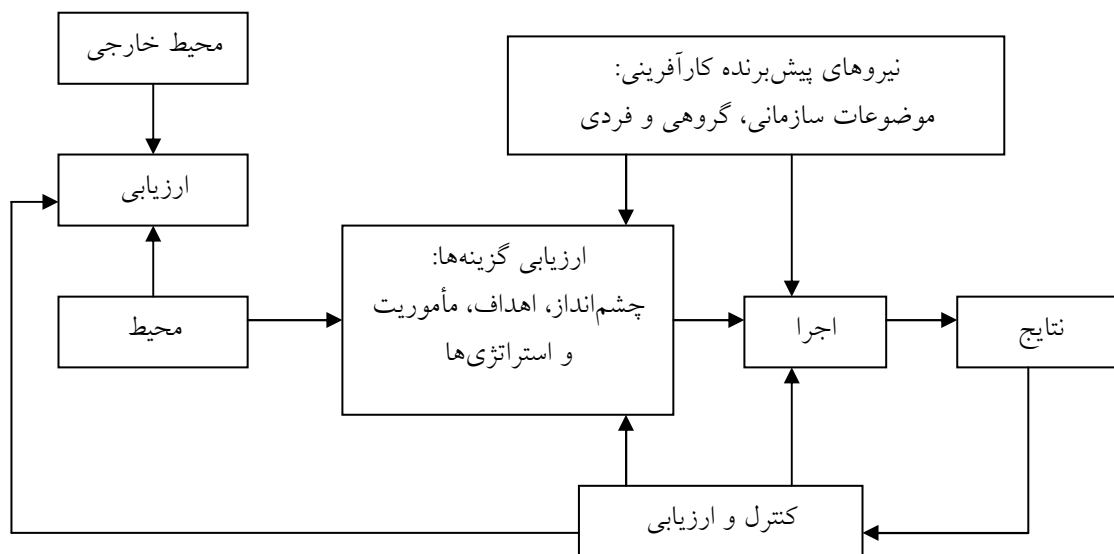 محیط خارجی
نیروهای پیش‌برنده کارآفرینی:
موضوعات سازمانی، گروهی و فردی
ارزیابی
ارزیابی گزینه‌ها:
چشم‌انداز، اهداف، مأموریت
و استراتژی‌ها
محیط
اجرا
نتایج
کنترل و ارزیابی